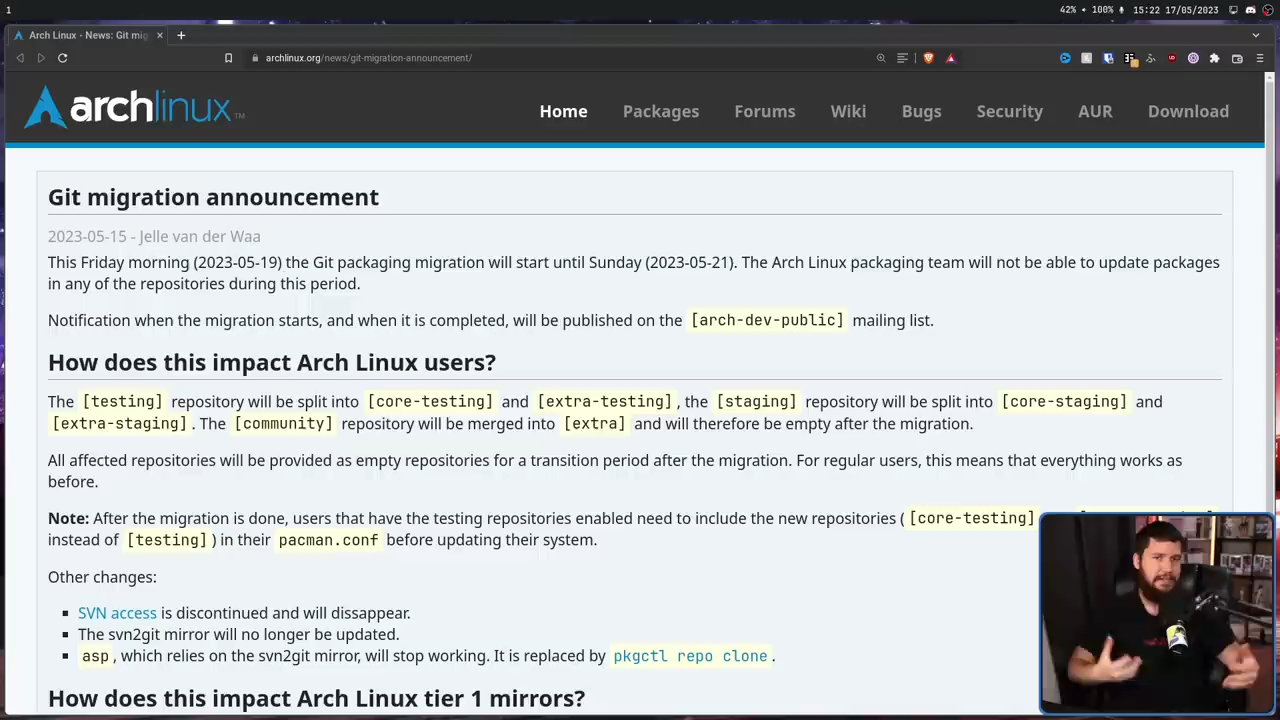 1
42% 100% 15:22 17/05/2023
Arch Linux - News: Git mig
archlinux.org/news/git-migration-announcement/
archlinux™
Home Packages Forums Wiki Bugs Security AUR Download
Git migration announcement
2023-05-15 - Jelle van der Waa
This Friday morning (2023-05-19) the Git packaging migration will start until Sunday (2023-05-21). The Arch Linux packaging team will not be able to update packages
in any of the repositories during this period.
Notification when the migration starts, and when it is completed, will be published on the [arch-dev-public] mailing list.
How does this impact Arch Linux users?
The [testing] repository will be split into [core-testing] and [extra-testing], the [staging] repository will be split into [core-staging] and
[extra-staging]. The [community] repository will be merged into [extra] and will therefore be empty after the migration.
All affected repositories will be provided as empty repositories for a transition period after the migration. For regular users, this means that everything works as
before.
Note: After the migration is done, users that have the testing repositories enabled need to include the new repositories ([core-testing]
instead of [testing]) in their pacman.conf before updating their system.
Other changes:
▪ SVN access is discontinued and will dissappear.
▪ The svn2git mirror will no longer be updated.
▪ asp, which relies on the svn2git mirror, will stop working. It is replaced by pkgctl repo clone.
How does this impact Arch Linux tier 1 mirrors?